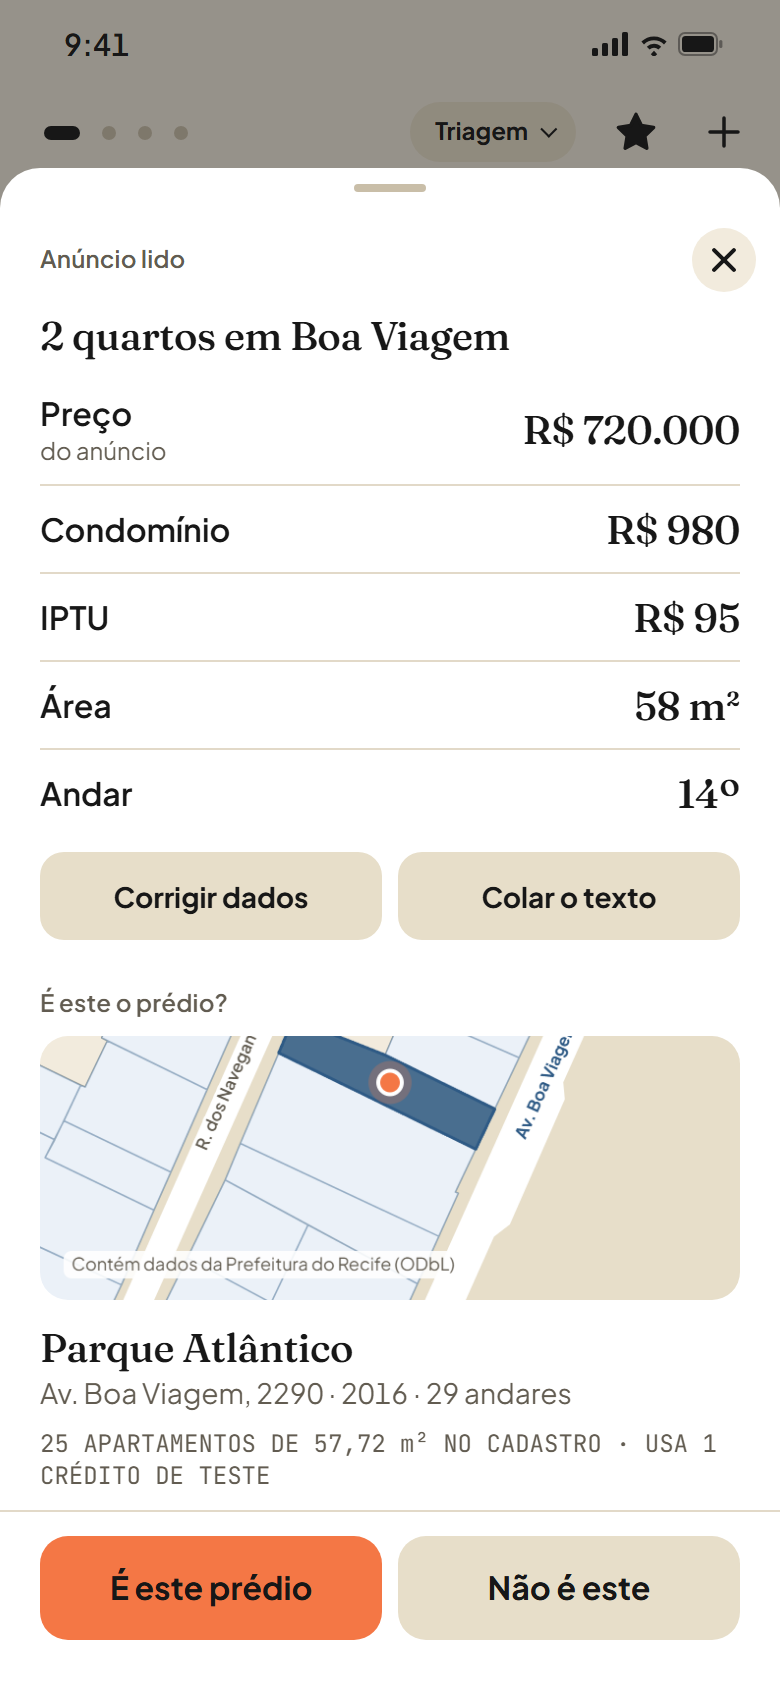 9:41
Triagem
Anúncio lido
2 quartos em Boa Viagem
Preço
do anúncio
R$ 720.000
Condomínio
R$ 980
IPTU
R$ 95
Área
58 m²
Andar
14º
Corrigir dados
Colar o texto
É este o prédio?
R. dos Navegan
Av. Boa Viage
Contém dados da Prefeitura do Recife (ODbL)
Parque Atlântico
Av. Boa Viagem, 2290 · 2016 · 29 andares
25 APARTAMENTOS DE 57,72 m² NO CADASTRO · USA 1
CRÉDITO DE TESTE
É este prédio
Não é este